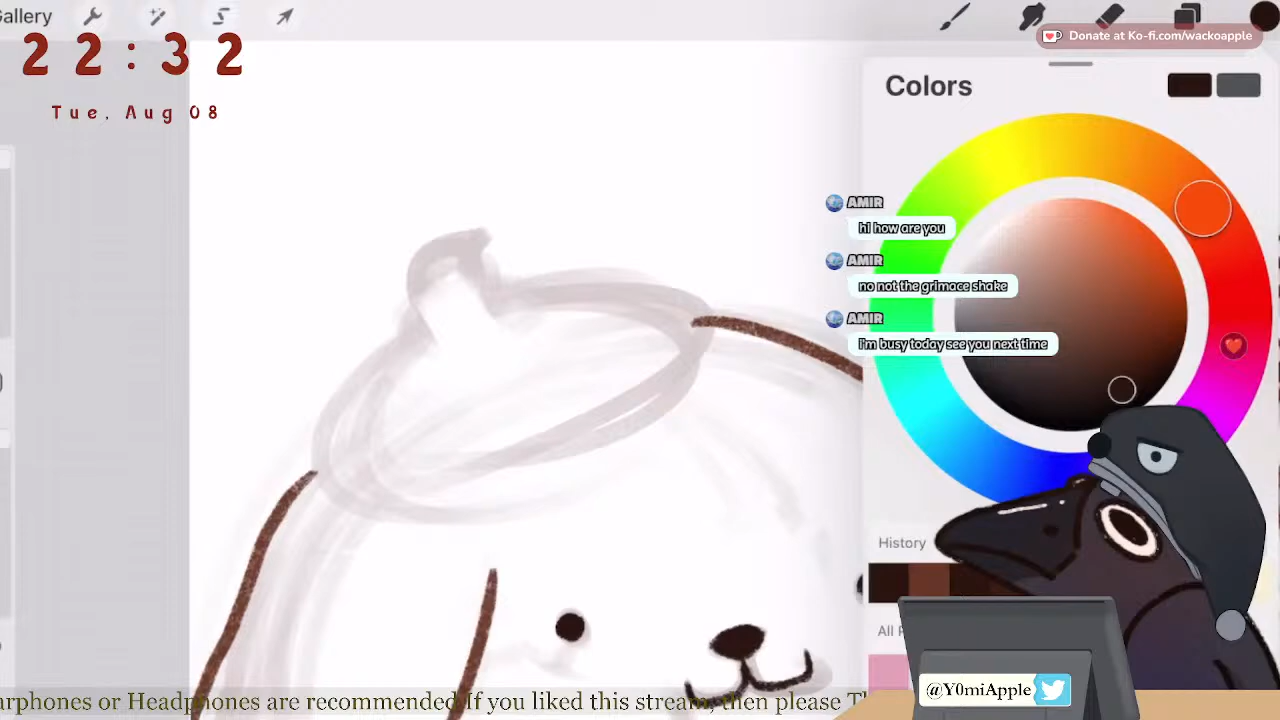 Gallery
22:32
Donate at Ko-fi.com/wackoapple
Tue. Aug 08
Colors
AMIR
hi how are you
AMIR
no not the grimace shake
AMIR
i'm busy today see you next time
History
All
@Y0miApple
arphones or Headphones are recommended If you liked this stream, then please